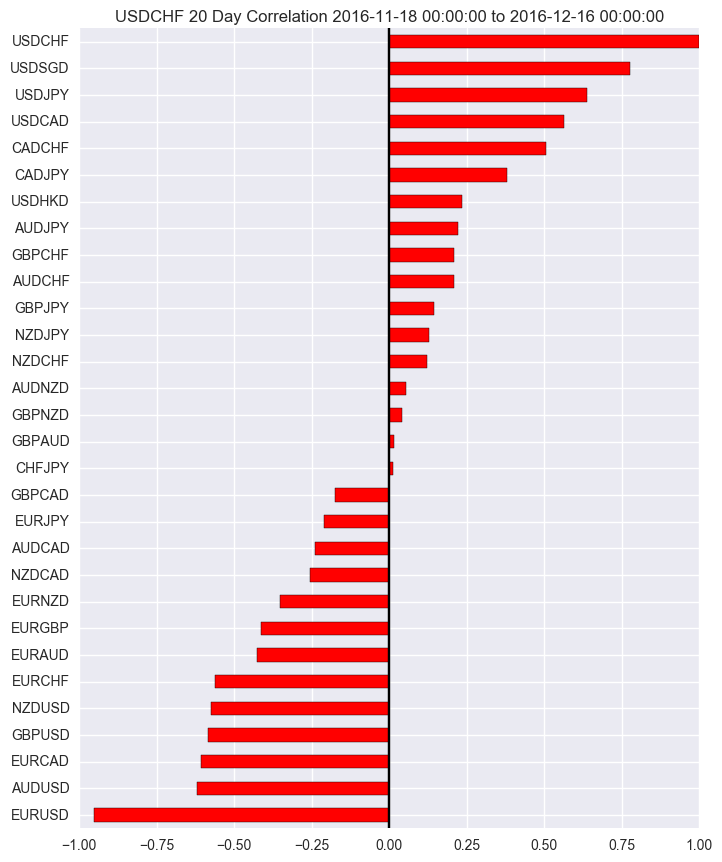 USDCHF 20 Day Correlation 2016-11-18 00:00:00 to 2016-12-16 00:00:00
USDCHF
USDSGD
USDJPY
USDCAD
CADCHF
CADJPY
USDHKD
AUDJPY
GBPCHF
AUDCHF
GBPJPY
NZDJPY
NZDCHF
AUDNZD
GBPNZD
GBPAUD
CHFJPY
GBPCAD
EURJPY
AUDCAD
NZDCAD
EURNZD
EURGBP
EURAUD
EURCHF
NZDUSD
GBPUSD
EURCAD
AUDUSD
EURUSD
−1.00 −0.75 −0.50 −0.25 0.00 0.25 0.50 0.75 1.00